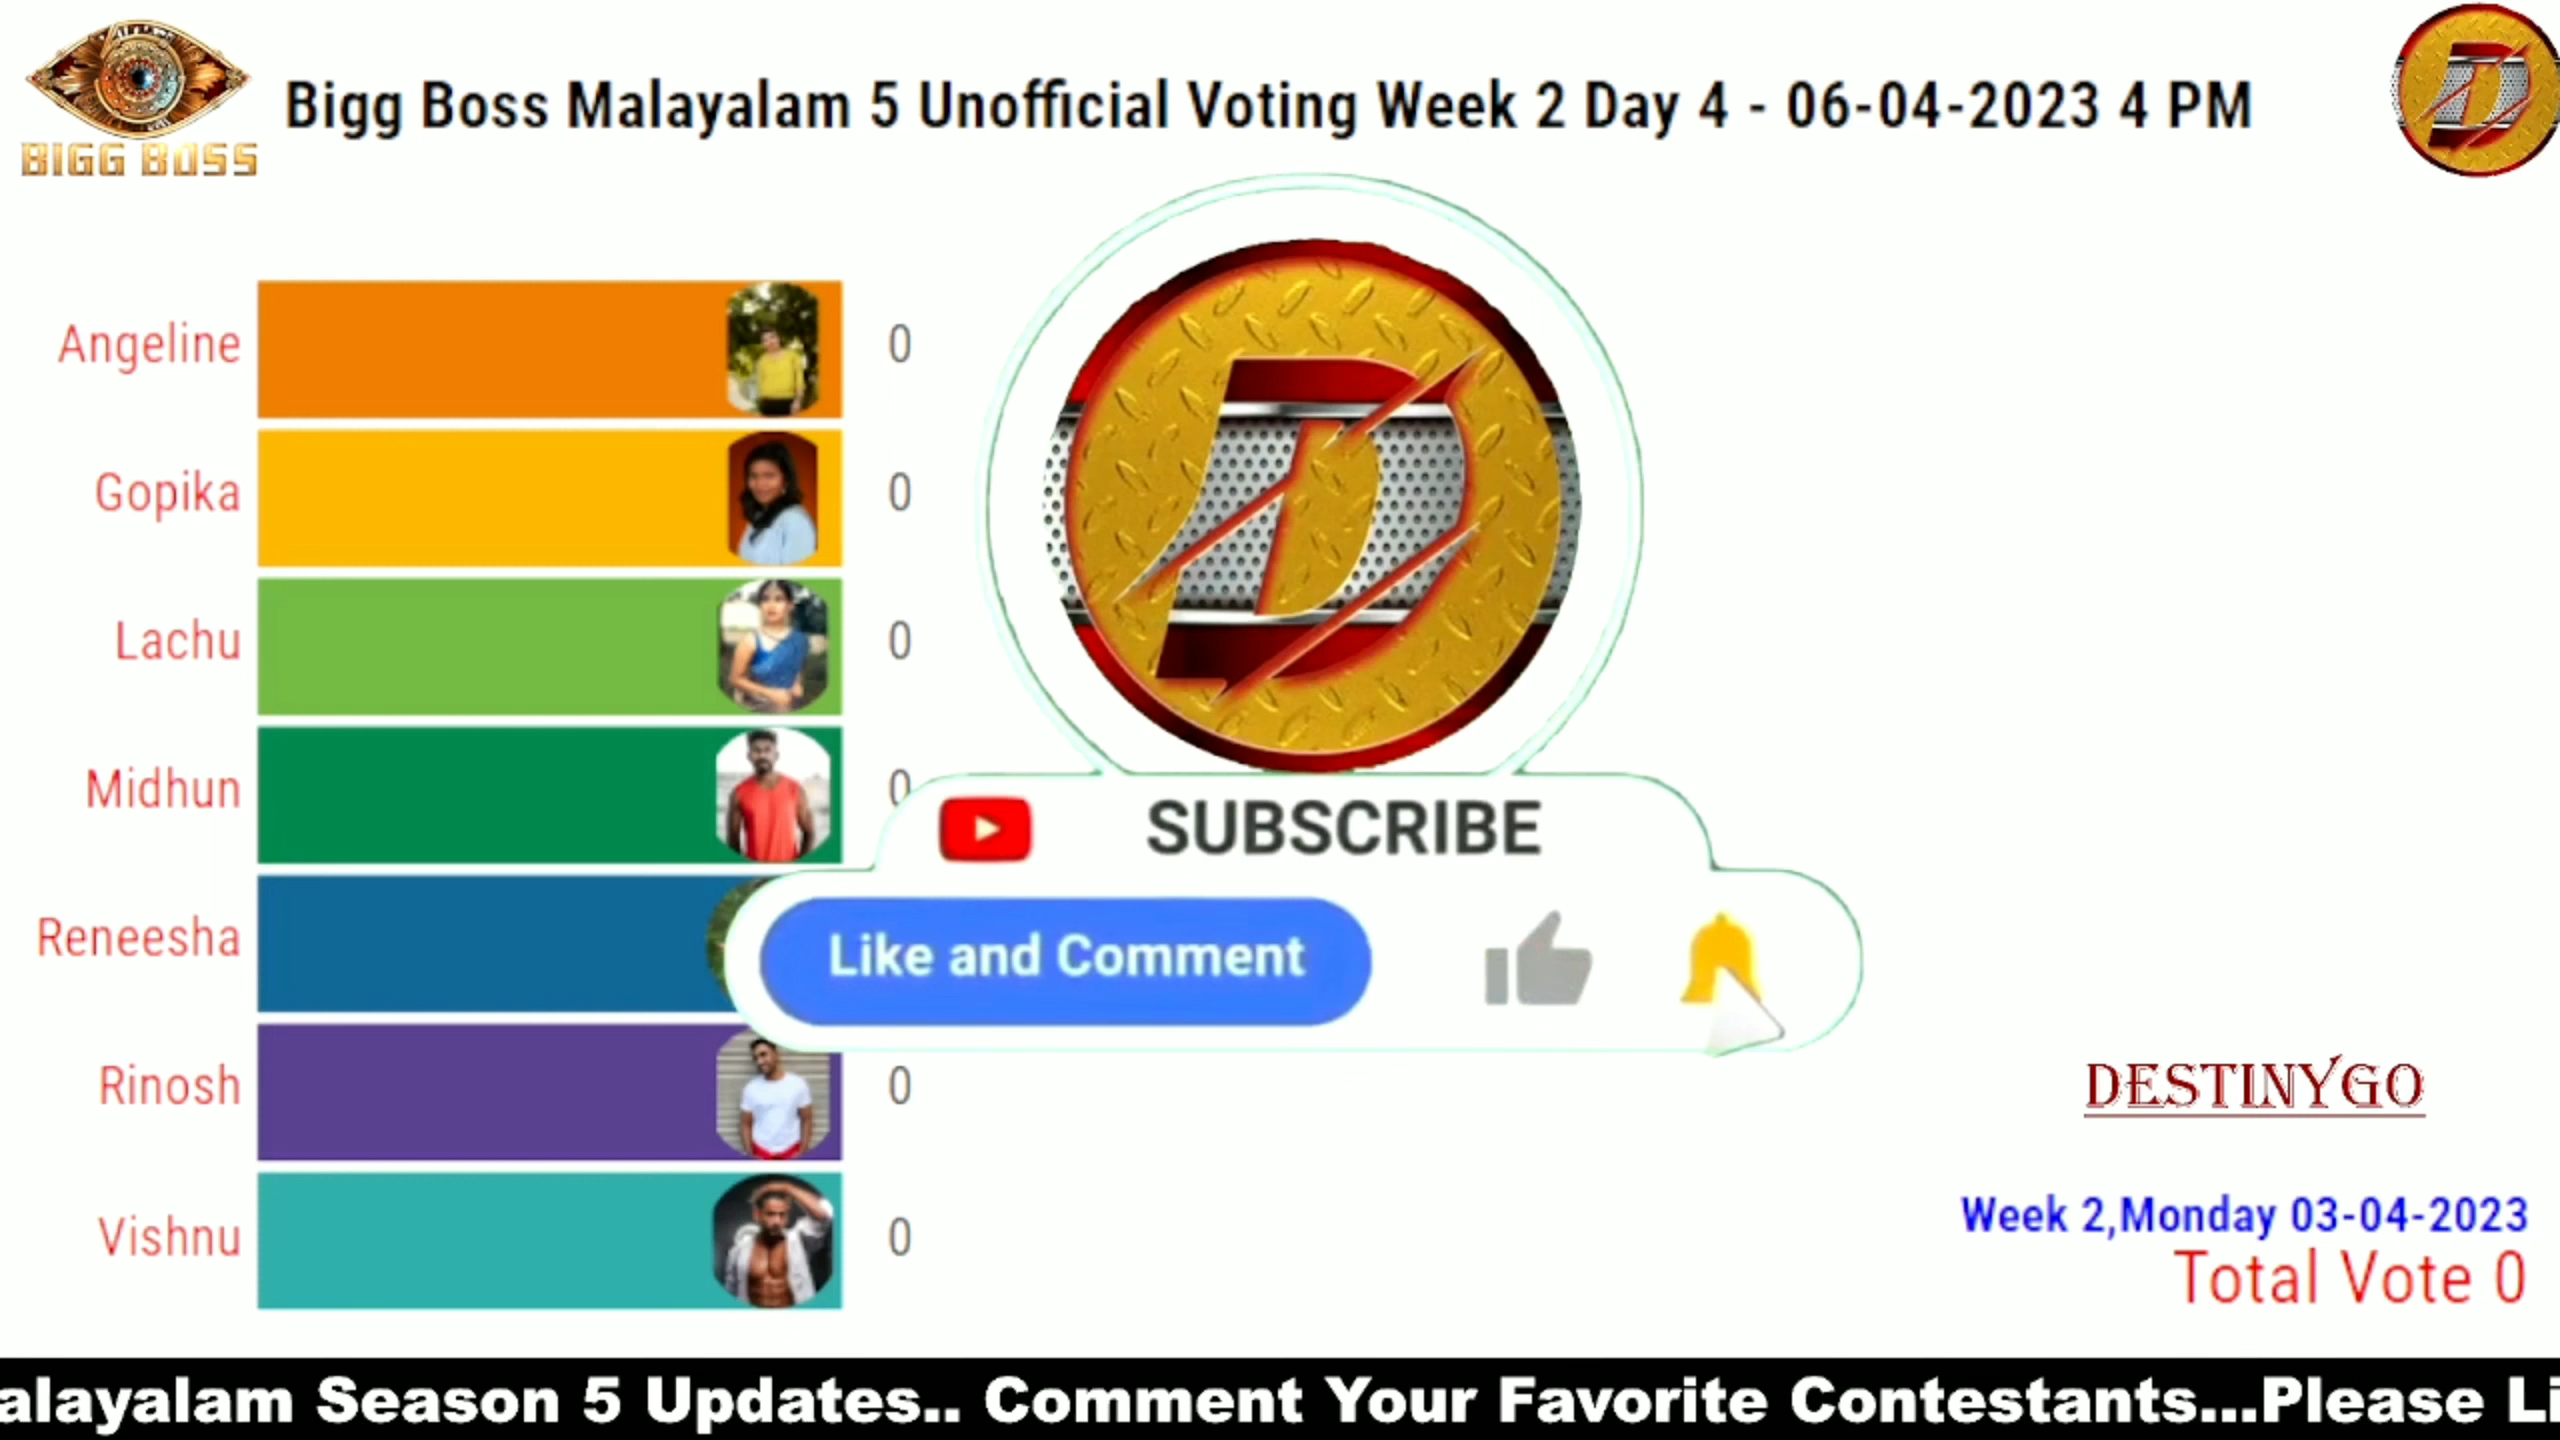 BIGG BOSS
Bigg Boss Malayalam 5 Unofficial Voting Week 2 Day 4 - 06-04-2023 4 PM
Angeline 0
Gopika 0
Lachu 0
Midhun 0
SUBSCRIBE
Reneesha
Like and Comment
Rinosh 0
DESTINYGO
Vishnu 0
Week 2,Monday 03-04-2023
Total Vote 0
alayalam Season 5 Updates.. Comment Your Favorite Contestants...Please Li